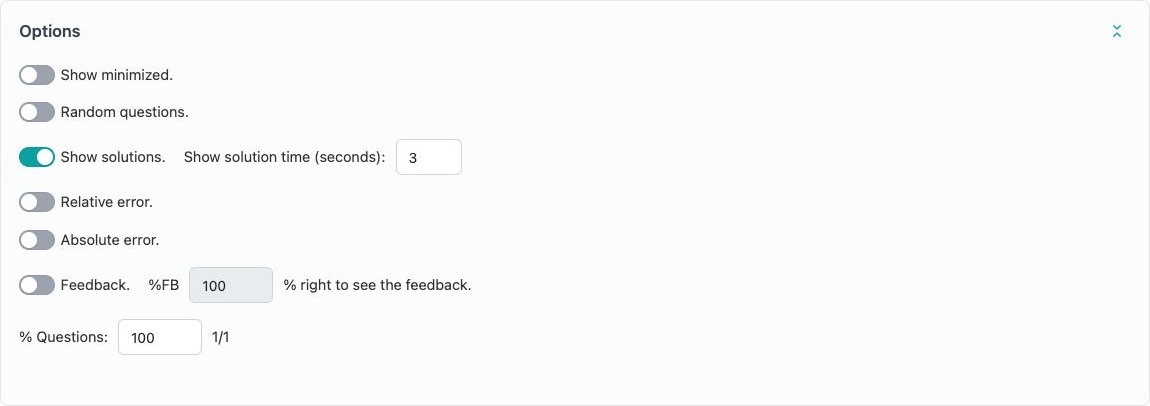 Options
Show minimized.
Random questions.
Show solutions. Show solution time (seconds): 3
Relative error.
Absolute error.
Feedback. %FB 100 % right to see the feedback.
% Questions: 100 1/1